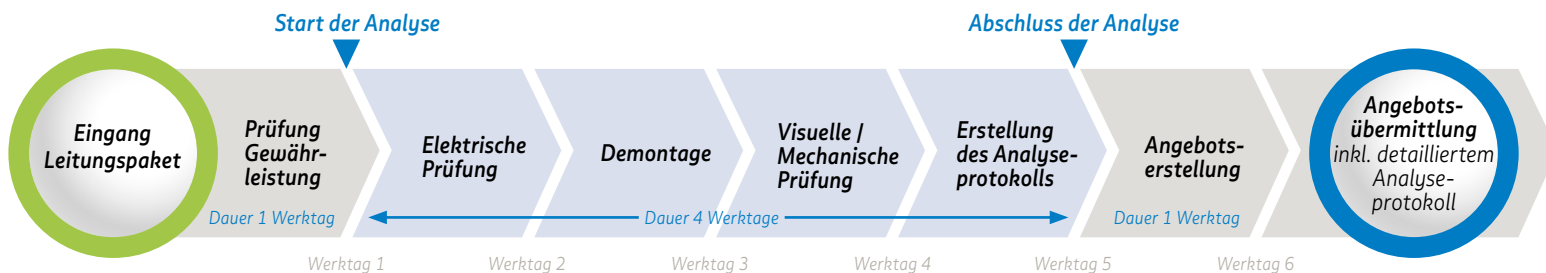 Start der Analyse
Abschluss der Analyse
Eingang
Leitungspaket
Prüfung
Gewähr-
leistung
Dauer 1 Werktag
Elektrische
Prüfung
Demontage
Visuelle /
Mechanische
Prüfung
Erstellung
des Analyse-
protokolls
Dauer 4 Werktage
Angebots-
erstellung
Dauer 1 Werktag
Angebots-
übermittlung
inkl. detailliertem
Analyse-
protokoll
Werktag 1
Werktag 2
Werktag 3
Werktag 4
Werktag 5
Werktag 6